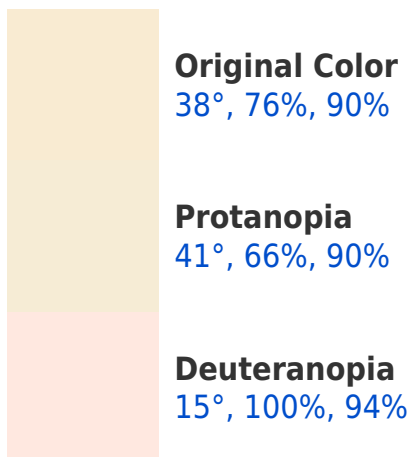 Original Color
38°, 76%, 90%
Protanopia
41°, 66%, 90%
Deuteranopia
15°, 100%, 94%